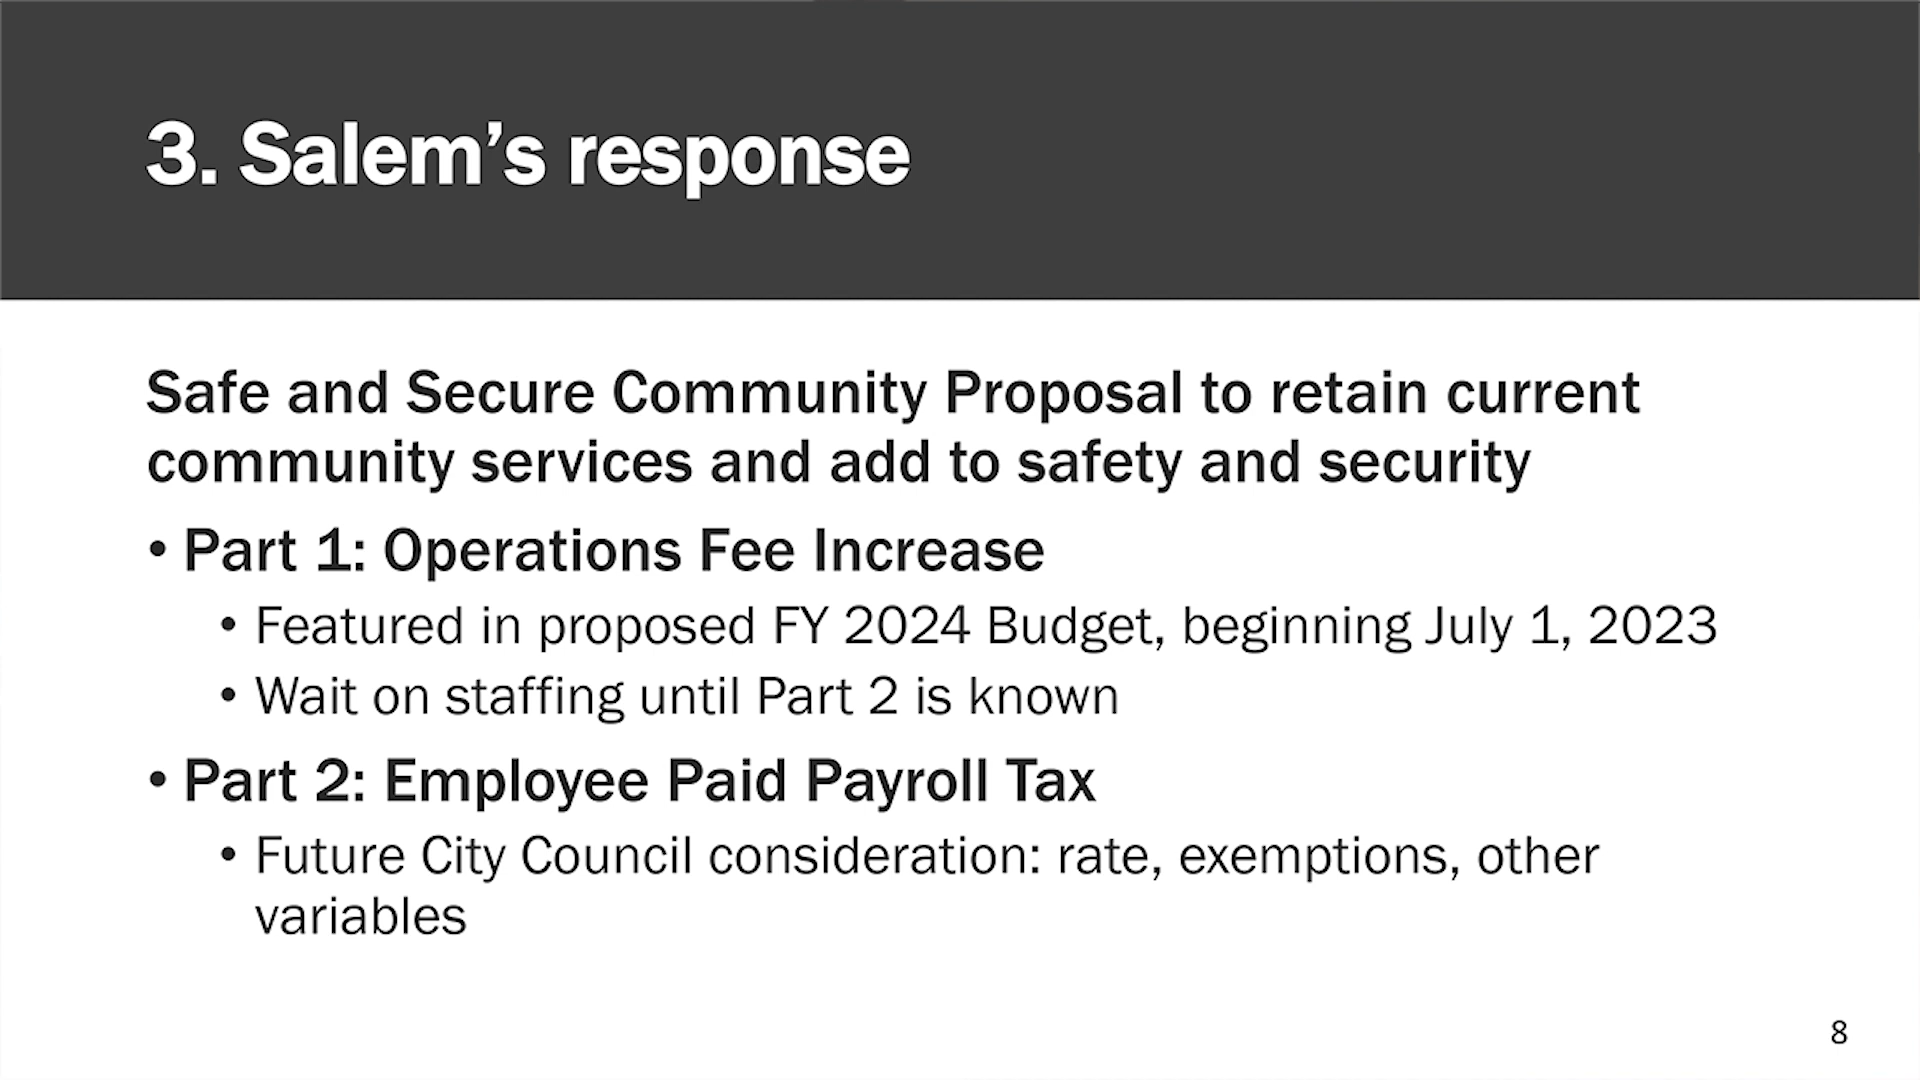 3. Salem’s response
Safe and Secure Community Proposal to retain current
community services and add to safety and security
• Part 1: Operations Fee Increase
• Featured in proposed FY 2024 Budget, beginning July 1, 2023
• Wait on staffing until Part 2 is known
• Part 2: Employee Paid Payroll Tax
• Future City Council consideration: rate, exemptions, other
variables
8